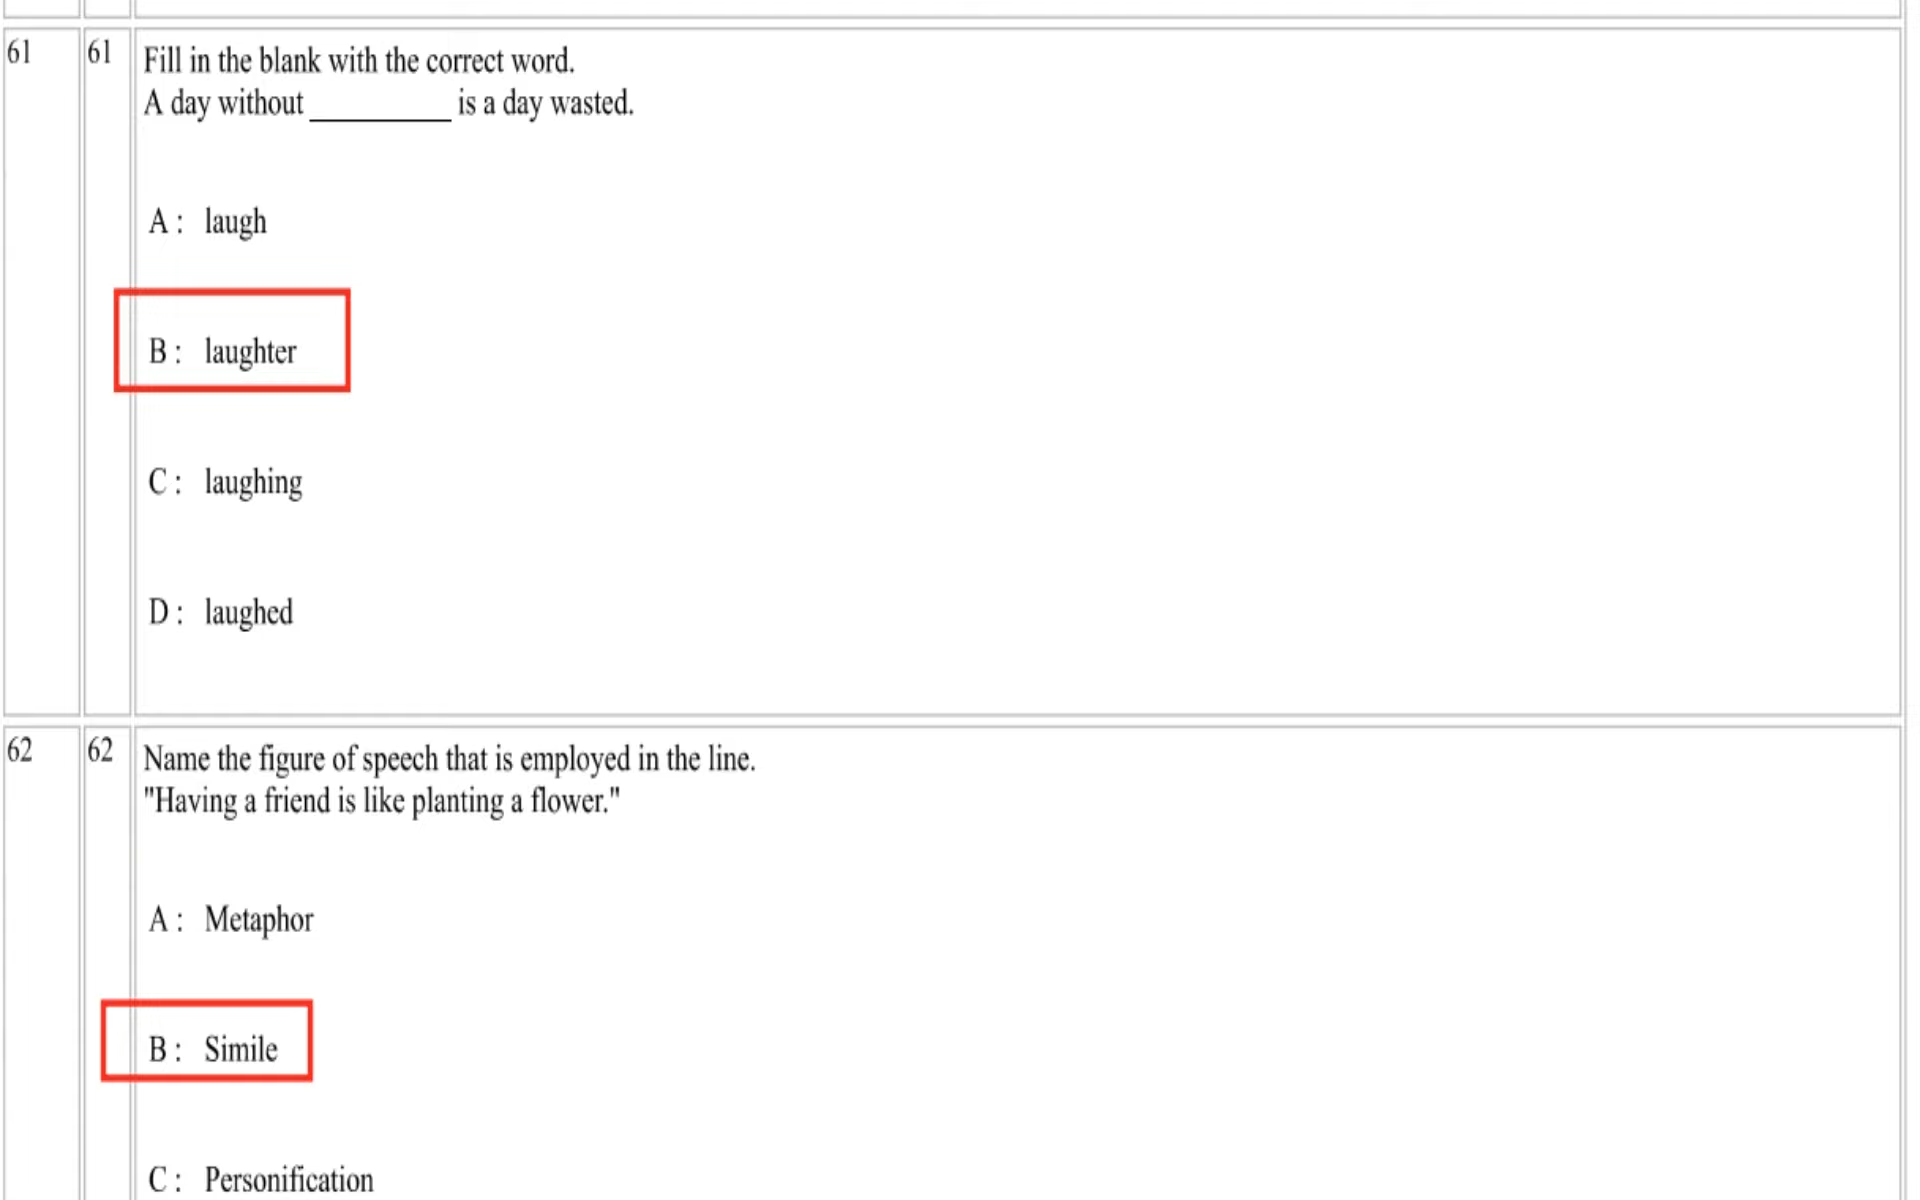 61 61 Fill in the blank with the correct word.
A day without __________ is a day wasted.
A : laugh
B : laughter
C : laughing
D : laughed
62 62 Name the figure of speech that is employed in the line.
"Having a friend is like planting a flower."
A : Metaphor
B : Simile
C : Personification